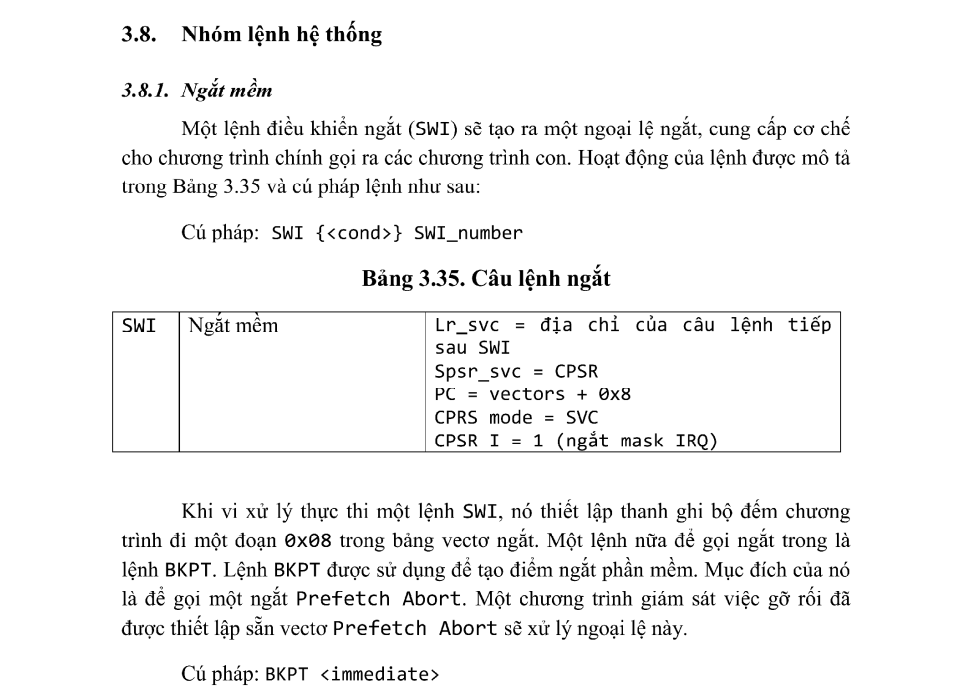 3.8. Nhóm lệnh hệ thống
3.8.1. Ngắt mềm
Một lệnh điều khiển ngắt (SWI) sẽ tạo ra một ngoại lệ ngắt, cung cấp cơ chế
cho chương trình chính gọi ra các chương trình con. Hoạt động của lệnh được mô tả
trong Bảng 3.35 và cú pháp lệnh như sau:
Cú pháp: SWI {<cond>} SWI_number
Bảng 3.35. Câu lệnh ngắt
SWI Ngắt mềm Lr_svc = địa chỉ của câu lệnh tiếp
sau SWI
Spsr_svc = CPSR
PC = vectors + 0x8
CPRS mode = SVC
CPSR I = 1 (ngắt mask IRQ)
Khi vi xử lý thực thi một lệnh SWI, nó thiết lập thanh ghi bộ đếm chương
trình đi một đoạn 0x08 trong bảng vectơ ngắt. Một lệnh nữa để gọi ngắt trong là
lệnh BKPT. Lệnh BKPT được sử dụng để tạo điểm ngắt phần mềm. Mục đích của nó
là để gọi một ngắt Prefetch Abort. Một chương trình giám sát việc gỡ rối đã
được thiết lập sẵn vectơ Prefetch Abort sẽ xử lý ngoại lệ này.
Cú pháp: BKPT <immediate>